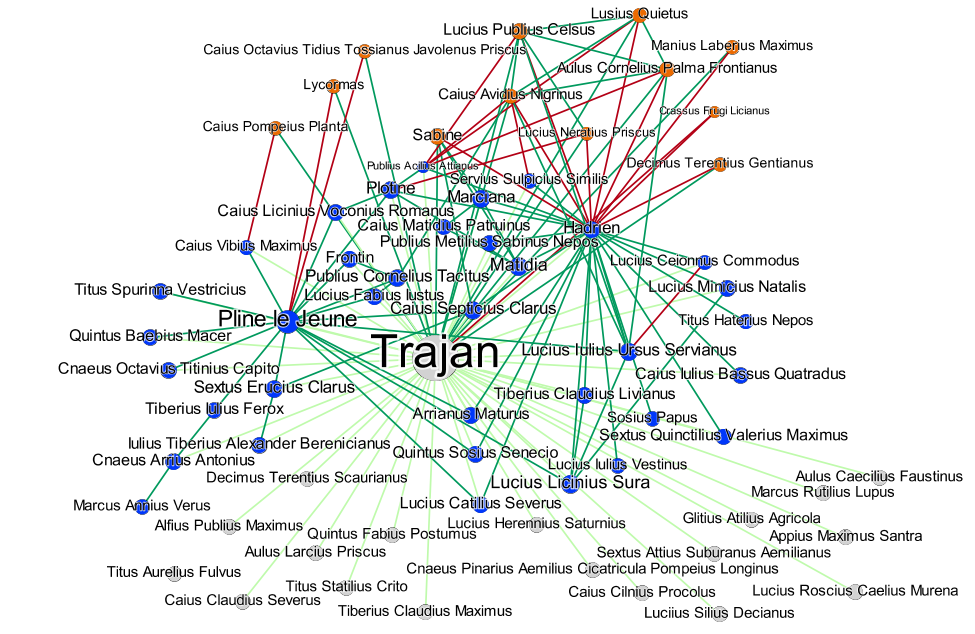 Lusius Quietus
Lucius Publius Celsus
Manius Laberius Maximus
Caius Octavius Tidius Tossianus Javolenus Priscus
Aulus Cornelius Palma Frontianus
Lycormas
Caius Avidius Nigrinus
Crassus Frugi Licianus
Caius Pompeius Planta
Sabine
Lucius Neratius Priscus
Publius Acilius Attianus
Decimus Terentius Gentianus
Servius Sulpicius Similis
Plotine
Marciana
Caius Licinius Voconius Romanus
Caius Matidius Patruinus
Hadrien
Caius Vibius Maximus
Publius Metilius Sabinus Nepos
Frontin
Matidia
Lucius Ceionnus Commodus
Publius Cornelius Tacitus
Titus Spurinna Vestricius
Lucius Fabius Iustus
Lucius Minicius Natalis
Caius Septicius Clarus
Pline le Jeune
Titus Haterius Nepos
Quintus Baebius Macer
Trajan
Lucius Iulius Ursus Servianus
Cnaeus Octavius Titinius Capito
Caius Iulius Bassus Quatradus
Sextus Erucius Clarus
Tiberius Claudius Livianus
Tiberius Iulius Ferox
Arrianus Maturus
Sosius Papus
Iulius Tiberius Alexander Berenicianus
Sextus Quinctilius Valerius Maximus
Quintus Sosius Senecio
Cnaeus Arrius Antonius
Lucius Iulius Vestinus
Decimus Terentius Scaurianus
Aulus Caecilius Faustinus
Lucius Licinius Sura
Marcus Rutilius Lupus
Marcus Annius Verus
Lucius Catilius Severus
Glitius Atilius Agricola
Alfius Publius Maximus
Lucius Herennius Saturnius
Quintus Fabius Postumus
Appius Maximus Santra
Aulus Larcius Priscus
Sextus Attius Suburanus Aemilianus
Titus Aurelius Fulvus
Cnaeus Pinarius Aemilius Cicatricula Pompeius Longinus
Titus Statilius Crito
Caius Cilnius Procolus
Lucius Roscius Caelius Murena
Caius Claudius Severus
Tiberius Claudius Maximus
Luciius Silius Decianus